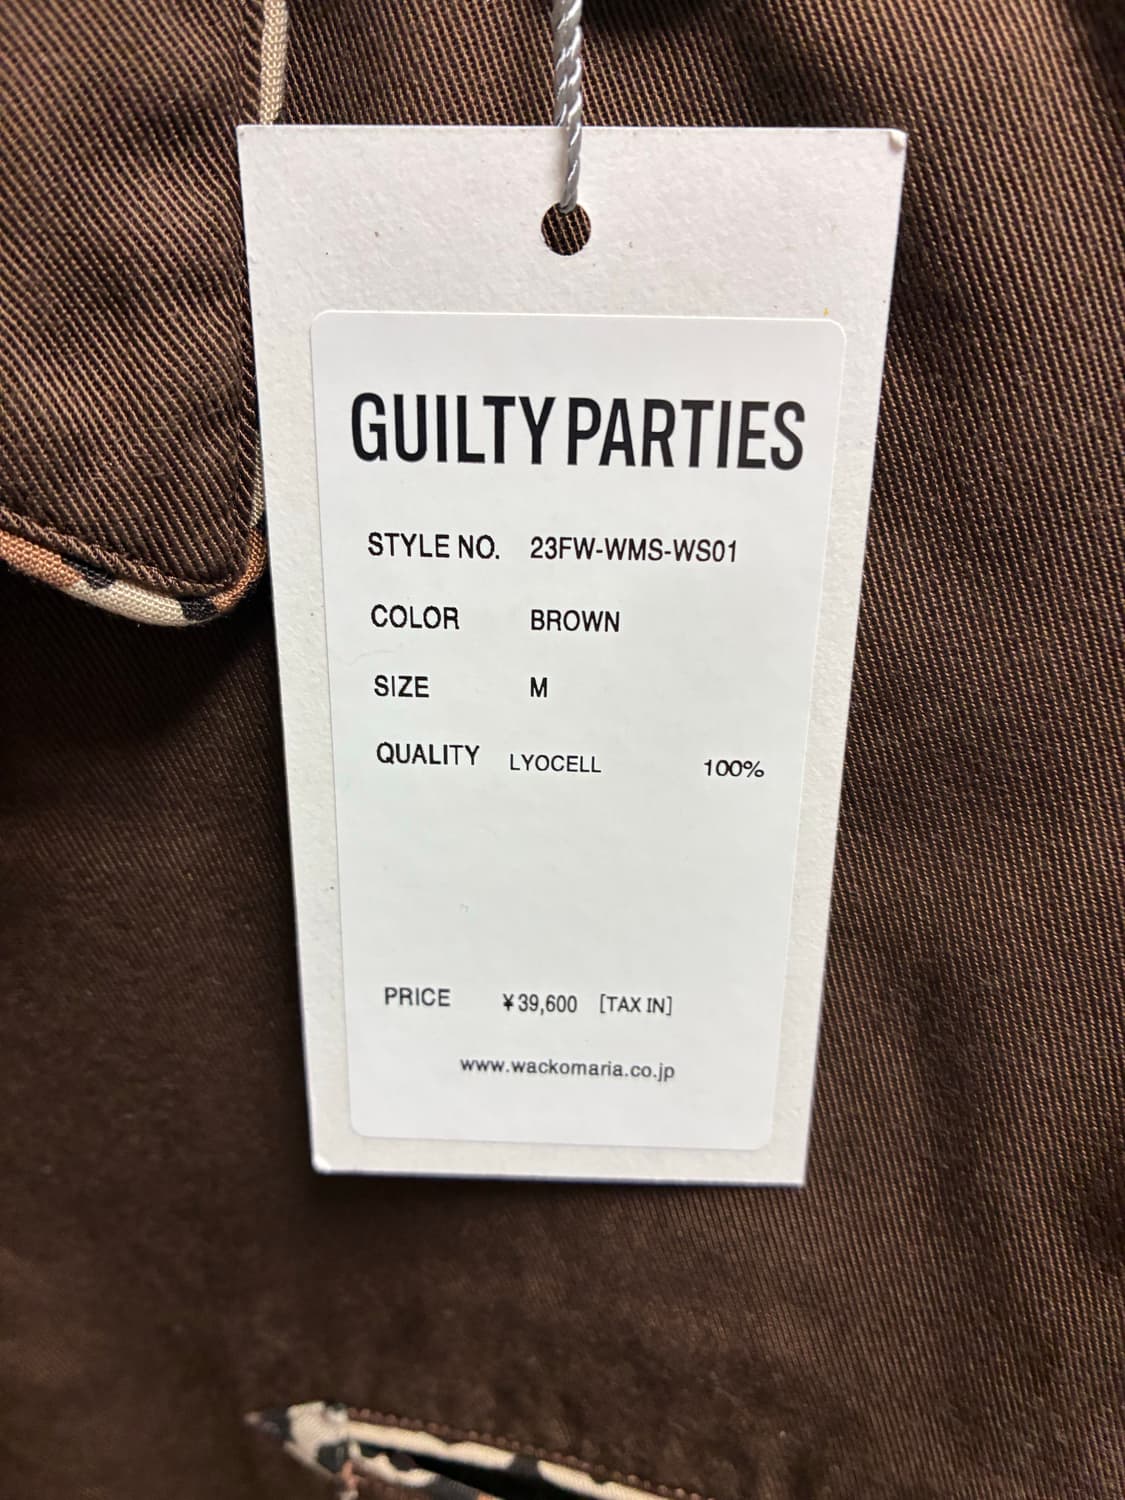 GUILTY PARTIES
STYLE NO. 23FW-WMS-WS01
COLOR BROWN
SIZE M
QUALITY LYOCELL 100%
PRICE ¥39,600 [TAX IN]
www.wackomaria.co.jp